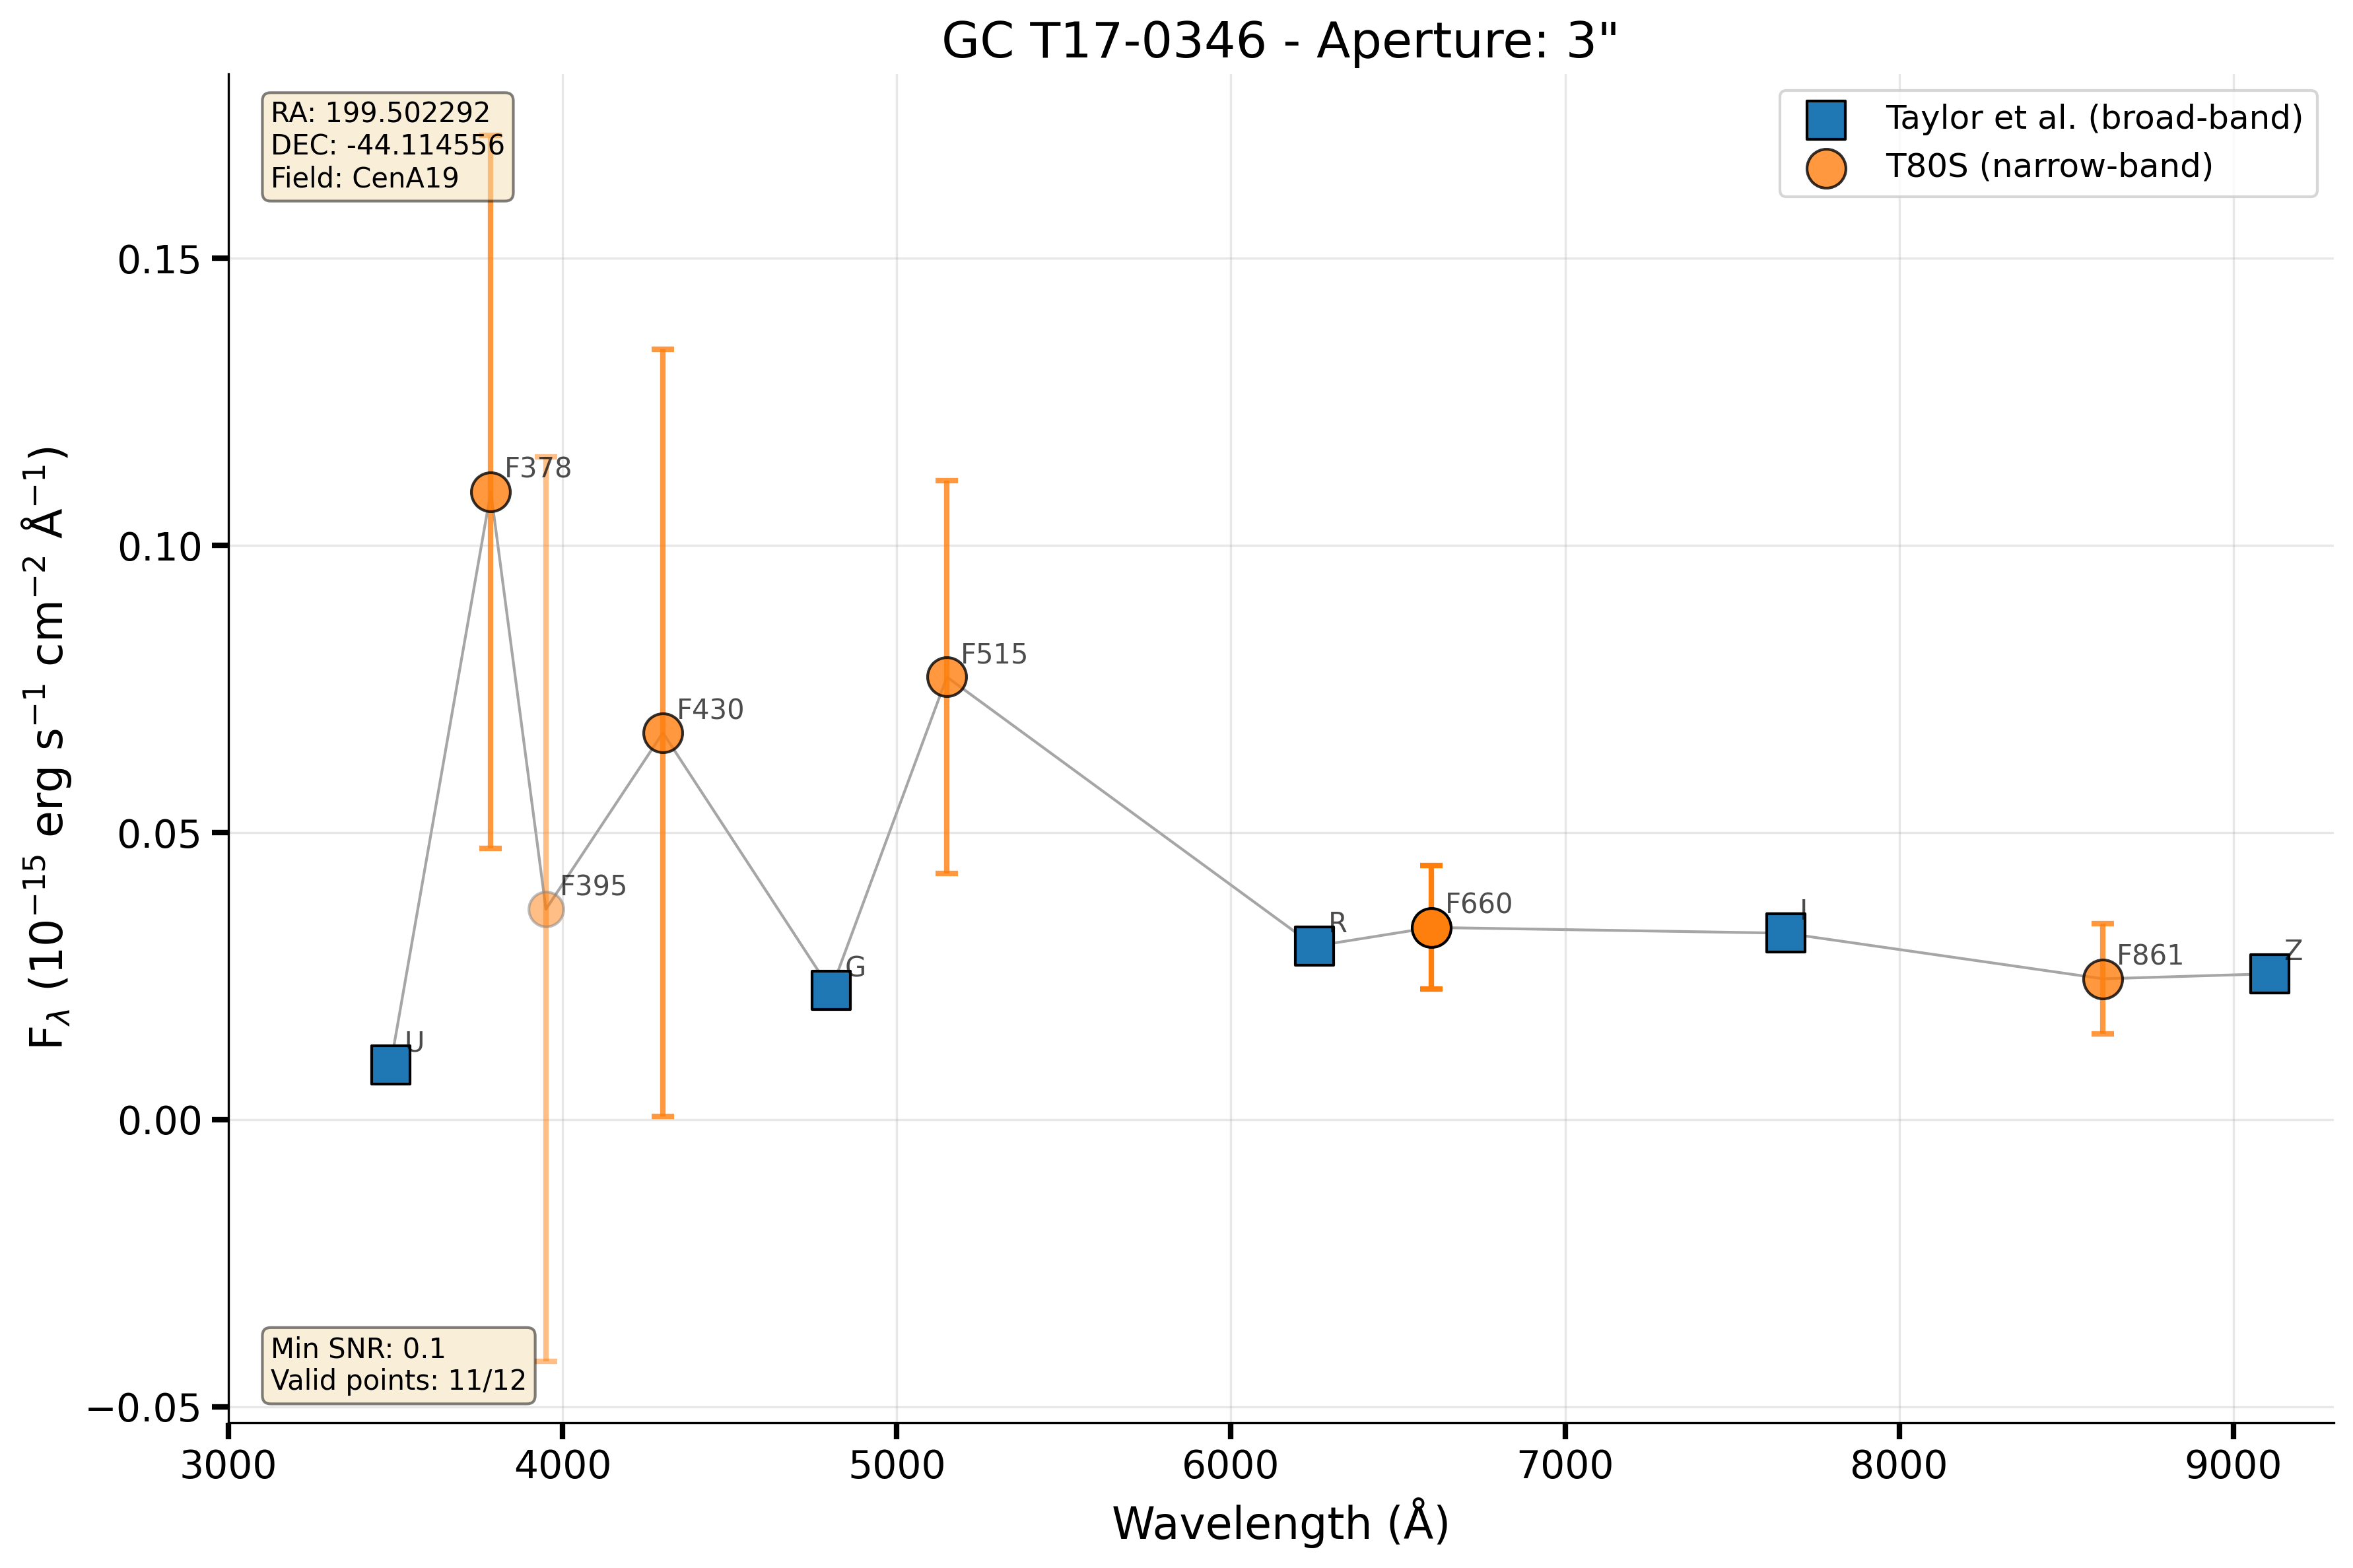 GC T17-0346 - Aperture: 3"
RA: 199.502292
DEC: -44.114556
Field: CenA19
Taylor et al. (broad-band)
T80S (narrow-band)
F_λ (10⁻¹⁵ erg s⁻¹ cm⁻² Å⁻¹)
0.15
0.10
0.05
0.00
−0.05
F378
F395
F430
F515
F660
F861
U
G
R
I
Z
Min SNR: 0.1
Valid points: 11/12
3000 4000 5000 6000 7000 8000 9000
Wavelength (Å)